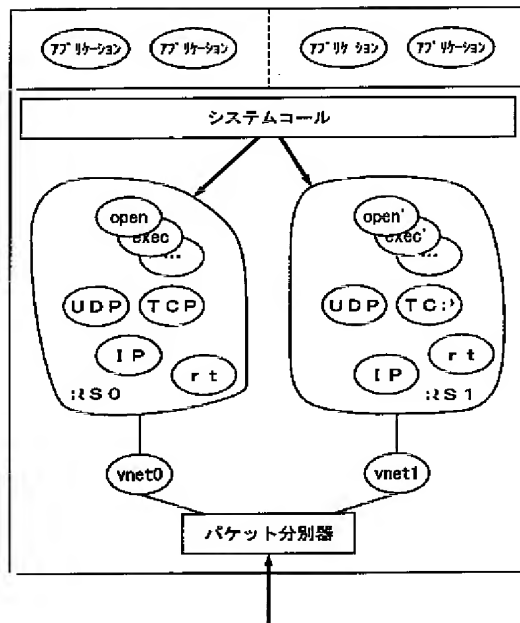 アプリケーション アプリケーション アプリケーション アプリケーション
システムコール
open
exec
...
UDP TCP
IP
rt
RS0
open'
exec'
...
UDP TCP
IP
rt
RS1
vnet0 vnet1
パケット分別器